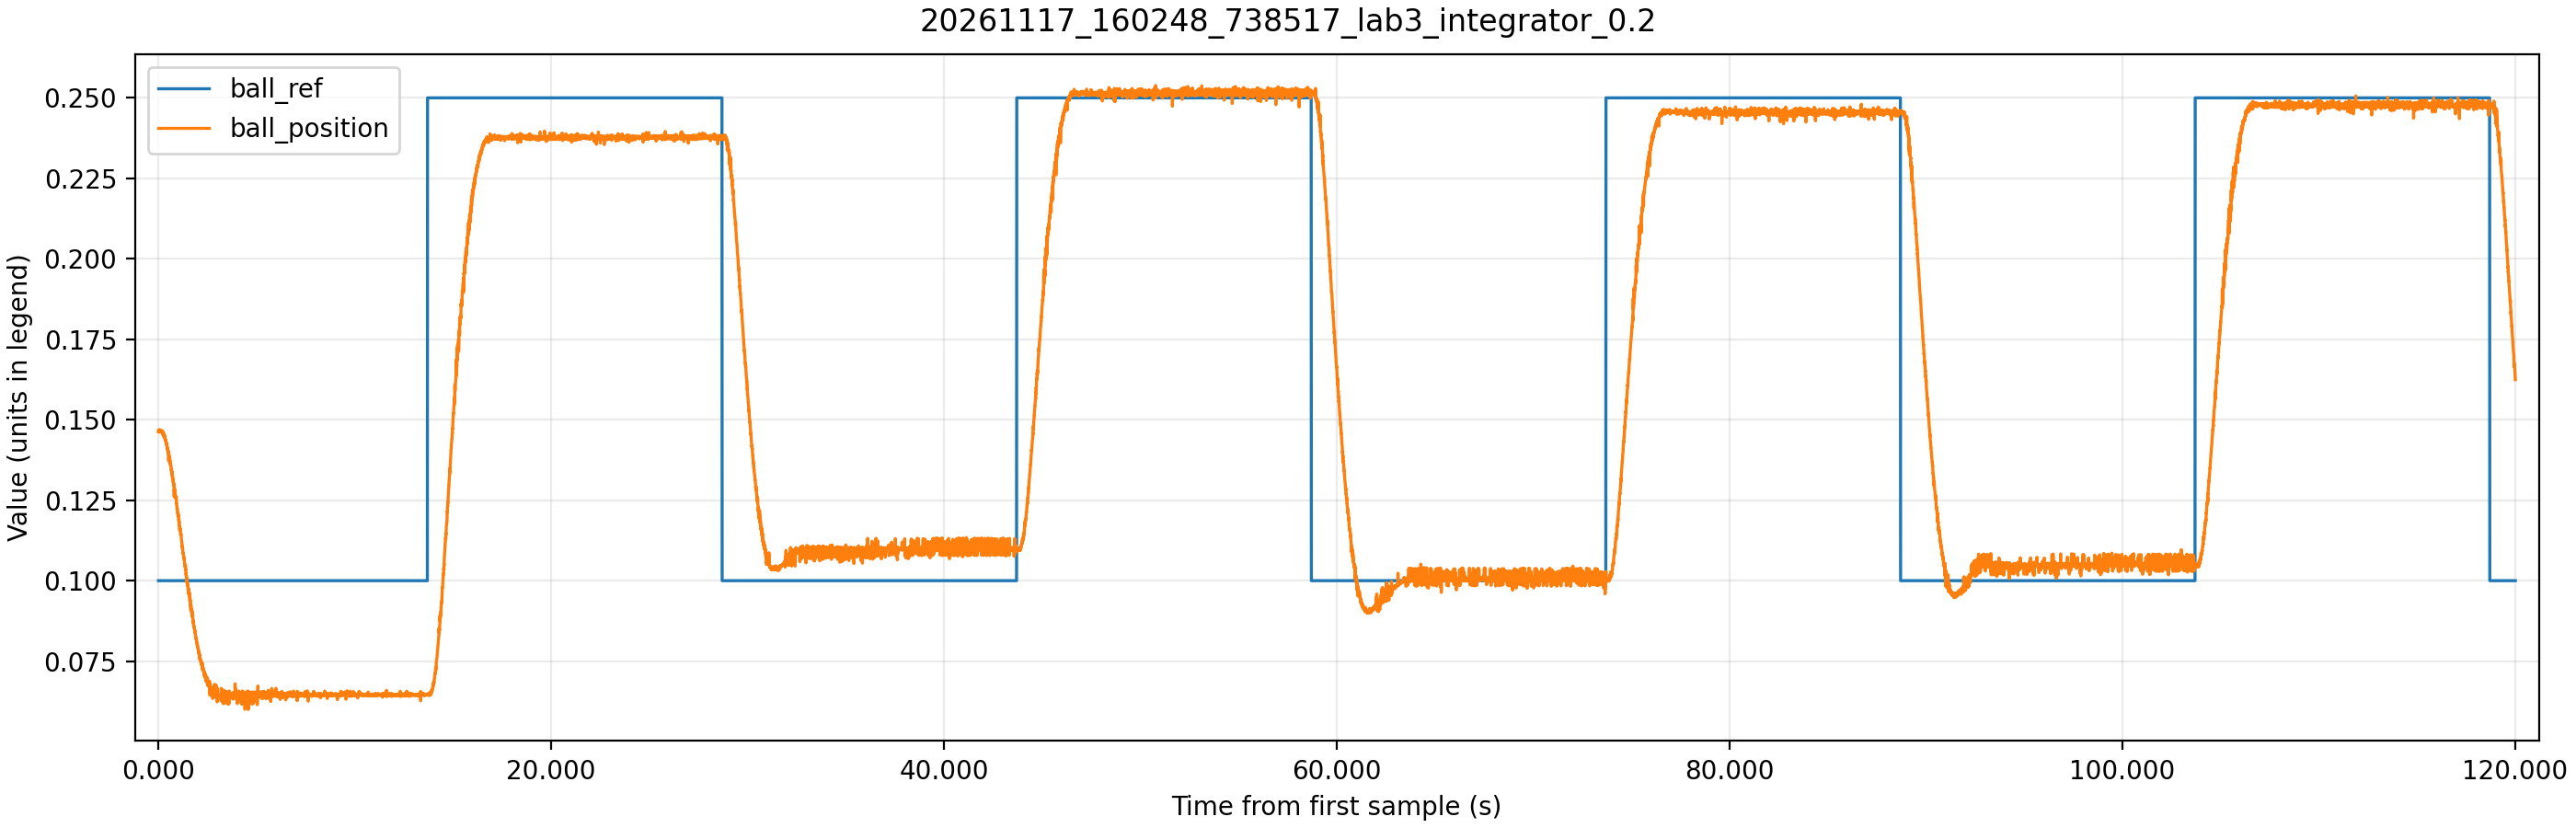 20261117_160248_738517_lab3_integrator_0.2
ball_ref
ball_position
Value (units in legend)
0.250
0.225
0.200
0.175
0.150
0.125
0.100
0.075
0.000 20.000 40.000 60.000 80.000 100.000 120.000
Time from first sample (s)